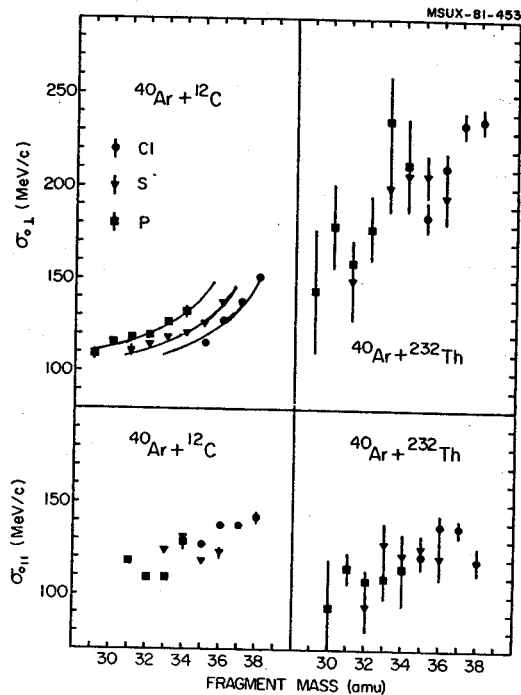 MSUX-81-453
⁴⁰Ar+¹²C
Cl
S
P
⁴⁰Ar+²³²Th
250
200
150
100
σ₀⊥ (MeV/c)
⁴⁰Ar+¹²C
⁴⁰Ar+²³²Th
140
100
σ₀∥ (MeV/c)
30 32 34 36 38 30 32 34 36 38
FRAGMENT MASS (amu)